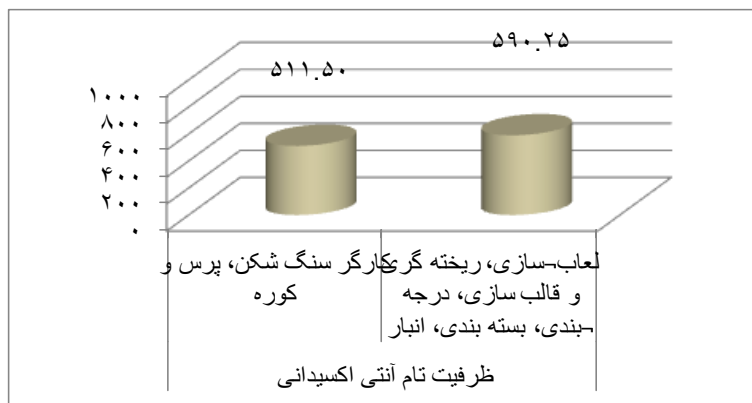 ۵۹۰.۲۵
۵۱۱.۵۰
۱۰۰۰
۸۰۰
۶۰۰
۴۰۰
۲۰۰
۰
کارگر سنگ شکن، پرس و
کوره
لعاب¬سازی، ریخته گری
و قالب سازی، درجه
¬بندی، بسته بندی، انبار
ظرفیت تام آنتی اکسیدانی